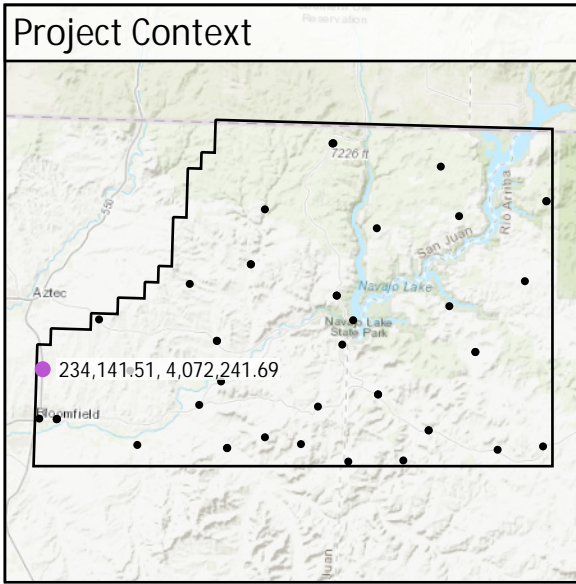 Project Context
Reservation
7226 ft
550
Rio Arriba
San Juan
Navajo Lake
Aztec
Navajo Lake
State Park
234,141.51, 4,072,241.69
Bloomfield